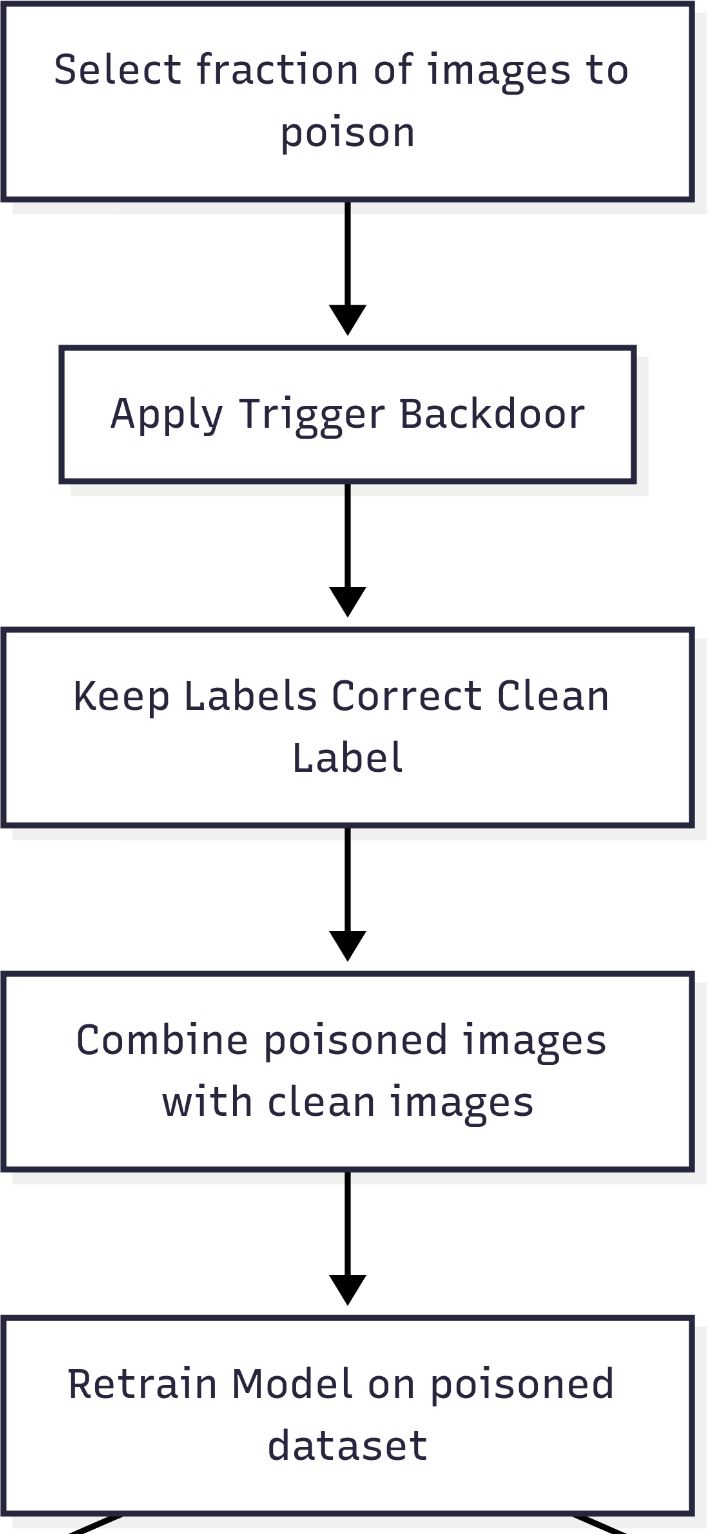 Select fraction of images to
poison
Apply Trigger Backdoor
Keep Labels Correct Clean
Label
Combine poisoned images
with clean images
Retrain Model on poisoned
dataset